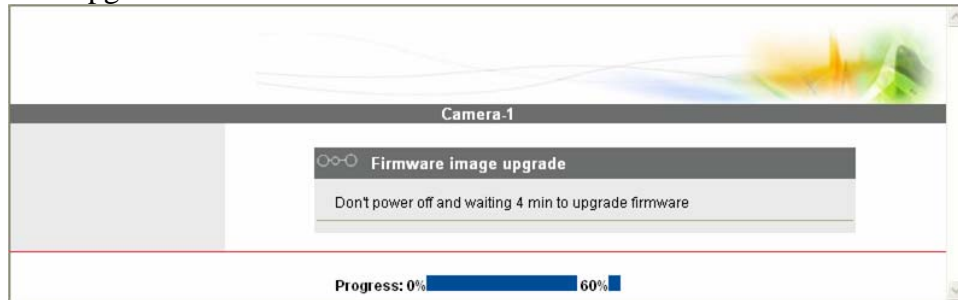 Camera-1
Firmware image upgrade
Don't power off and waiting 4 min to upgrade firmware
Progress: 0% 60%